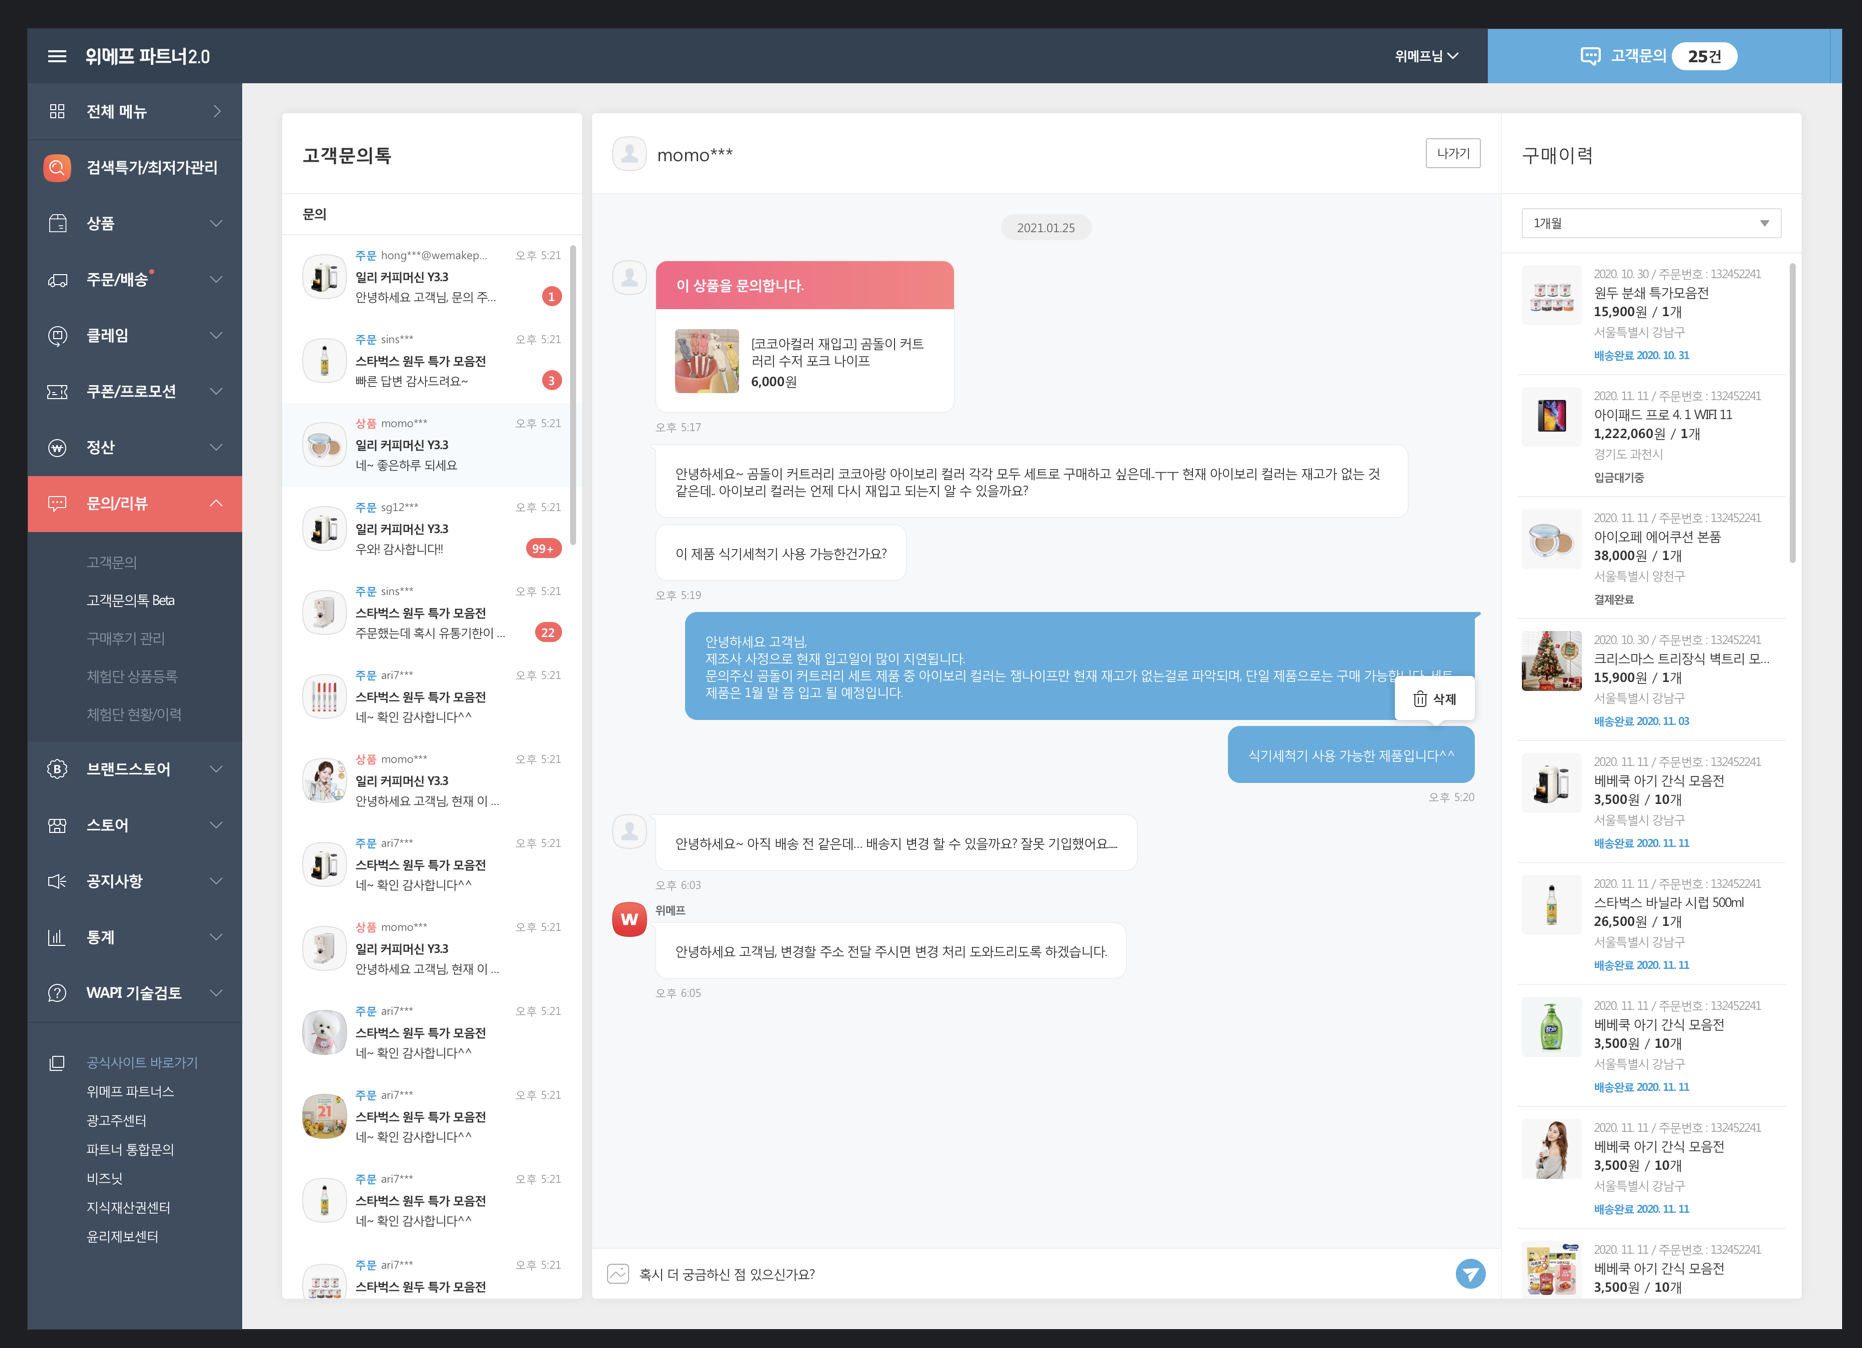 위메프 파트너2.0
위메프님
고객문의 25건
전체 메뉴
검색특가/최저가관리
상품
주문/배송
클레임
쿠폰/프로모션
정산
문의/리뷰
고객문의
고객문의톡 Beta
구매후기 관리
체험단 상품등록
체험단 현황/이력
브랜드스토어
스토어
공지사항
통계
WAPI 기술검토
공식사이트 바로가기
위메프 파트너스
광고주센터
파트너 통합문의
비즈닛
지식재산권센터
윤리제보센터
고객문의톡
문의
주문 hong***@wemakep... 오후 5:21
일리 커피머신 Y3.3
안녕하세요 고객님, 문의 주... 1
주문 sins*** 오후 5:21
스타벅스 원두 특가 모음전
빠른 답변 감사드려요~ 3
상품 momo*** 오후 5:21
일리 커피머신 Y3.3
네~ 좋은하루 되세요
주문 sg12*** 오후 5:21
일리 커피머신 Y3.3
우와! 감사합니다!! 99+
주문 sins*** 오후 5:21
스타벅스 원두 특가 모음전
주문했는데 혹시 유통기한이 ... 22
주문 ari7*** 오후 5:21
스타벅스 원두 특가 모음전
네~ 확인 감사합니다^^
상품 momo*** 오후 5:21
일리 커피머신 Y3.3
안녕하세요 고객님, 현재 이 ...
주문 ari7*** 오후 5:21
스타벅스 원두 특가 모음전
네~ 확인 감사합니다^^
상품 momo*** 오후 5:21
일리 커피머신 Y3.3
안녕하세요 고객님, 현재 이 ...
주문 ari7*** 오후 5:21
스타벅스 원두 특가 모음전
네~ 확인 감사합니다^^
21
주문 ari7*** 오후 5:21
스타벅스 원두 특가 모음전
네~ 확인 감사합니다^^
주문 ari7*** 오후 5:21
스타벅스 원두 특가 모음전
네~ 확인 감사합니다^^
주문 ari7*** 오후 5:21
스타벅스 원두 특가 모음전
momo***
나가기
2021.01.25
이 상품을 문의합니다.
[코코아컬러 재입고] 곰돌이 커트
러리 수저 포크 나이프
6,000원
오후 5:17
안녕하세요~ 곰돌이 커트러리 코코아랑 아이보리 컬러 각각 모두 세트로 구매하고 싶은데..ㅜㅜ 현재 아이보리 컬러는 재고가 없는 것
같은데.. 아이보리 컬러는 언제 다시 재입고 되는지 알 수 있을까요?
이 제품 식기세척기 사용 가능한건가요?
오후 5:19
안녕하세요 고객님,
제조사 사정으로 현재 입고일이 많이 지연됩니다.
문의주신 곰돌이 커트러리 세트 제품 중 아이보리 컬러는 잼나이프만 현재 재고가 없는걸로 파악되며, 단일 제품으로는 구매 가능합니다. 세트
제품은 1월 말 쯤 입고 될 예정입니다.
삭제
식기세척기 사용 가능한 제품입니다^^
오후 5:20
안녕하세요~ 아직 배송 전 같은데... 배송지 변경 할 수 있을까요? 잘못 기입했어요....
오후 6:03
W
위메프
안녕하세요 고객님, 변경할 주소 전달 주시면 변경 처리 도와드리도록 하겠습니다.
오후 6:05
혹시 더 궁금하신 점 있으신가요?
구매이력
1개월
2020. 10. 30 / 주문번호 : 132452241
원두 분쇄 특가모음전
15,900원 / 1개
서울특별시 강남구
배송완료 2020. 10. 31
2020. 11. 11 / 주문번호 : 132452241
아이패드 프로 4. 1 WIFI 11
1,222,060원 / 1개
경기도 과천시
입금대기중
2020. 11. 11 / 주문번호 : 132452241
아이오페 에어쿠션 본품
38,000원 / 1개
서울특별시 양천구
결제완료
2020. 10. 30 / 주문번호 : 132452241
크리스마스 트리장식 벽트리 모...
15,900원 / 1개
서울특별시 강남구
배송완료 2020. 11. 03
2020. 11. 11 / 주문번호 : 132452241
베베쿡 아기 간식 모음전
3,500원 / 10개
서울특별시 강남구
배송완료 2020. 11. 11
2020. 11. 11 / 주문번호 : 132452241
스타벅스 바닐라 시럽 500ml
26,500원 / 1개
서울특별시 강남구
배송완료 2020. 11. 11
2020. 11. 11 / 주문번호 : 132452241
베베쿡 아기 간식 모음전
3,500원 / 10개
서울특별시 강남구
배송완료 2020. 11. 11
2020. 11. 11 / 주문번호 : 132452241
베베쿡 아기 간식 모음전
3,500원 / 10개
서울특별시 강남구
배송완료 2020. 11. 11
2020. 11. 11 / 주문번호 : 132452241
베베쿡 아기 간식 모음전
3,500원 / 10개